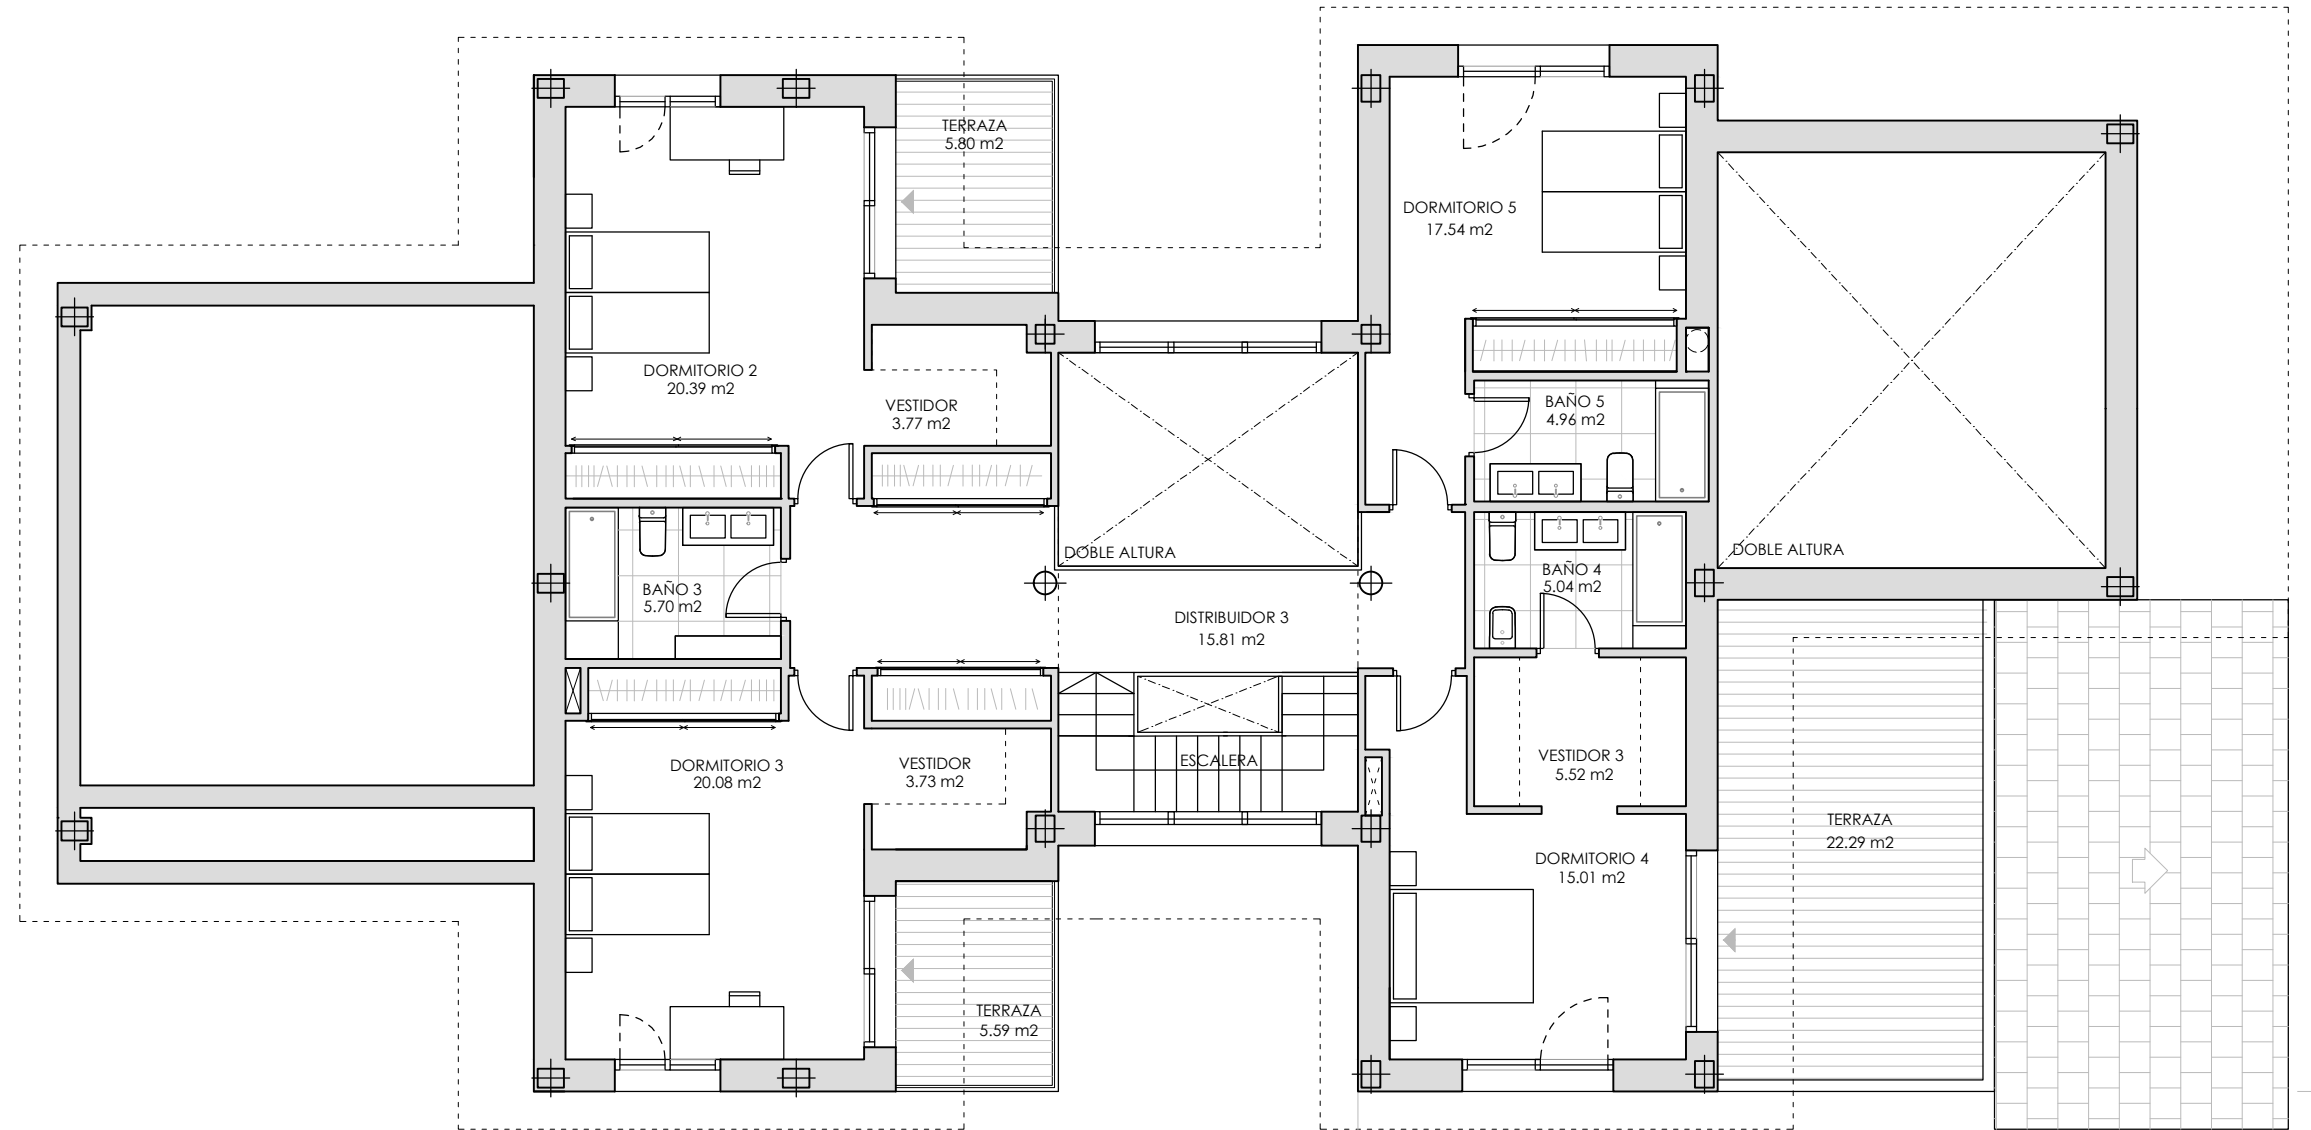 TERRAZA
5.80 m2
DORMITORIO 5
17.54 m2
DORMITORIO 2
20.39 m2
VESTIDOR
3.77 m2
BAÑO 5
4.96 m2
DOBLE ALTURA
DOBLE ALTURA
BAÑO 3
5.70 m2
BAÑO 4
5.04 m2
DISTRIBUIDOR 3
15.81 m2
DORMITORIO 3
20.08 m2
VESTIDOR
3.73 m2
ESCALERA
VESTIDOR 3
5.52 m2
TERRAZA
22.29 m2
DORMITORIO 4
15.01 m2
TERRAZA
5.59 m2